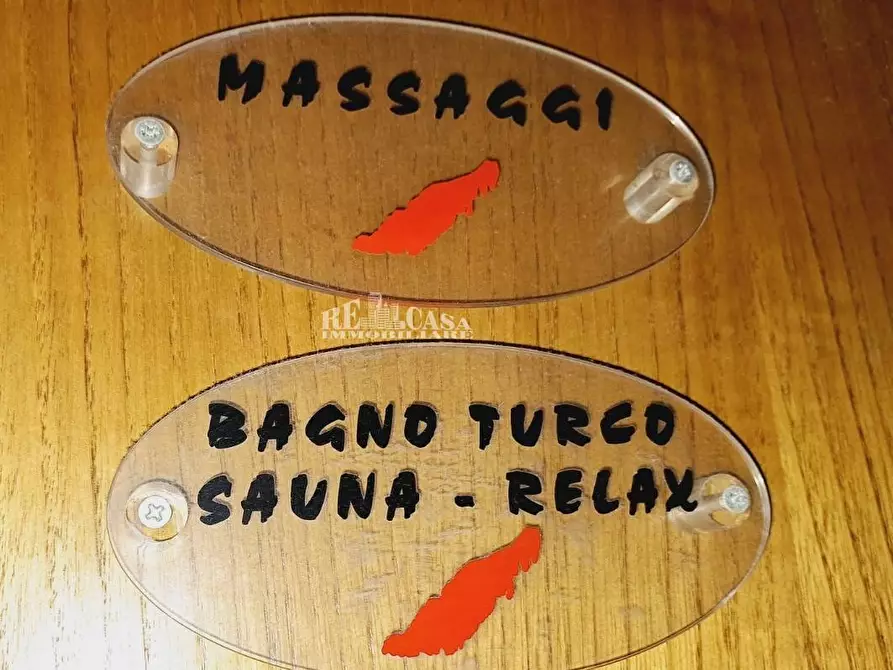 MASSAGGI
RE CASA
IMMOBILIARE
BAGNO TURCO
SAUNA - RELAX